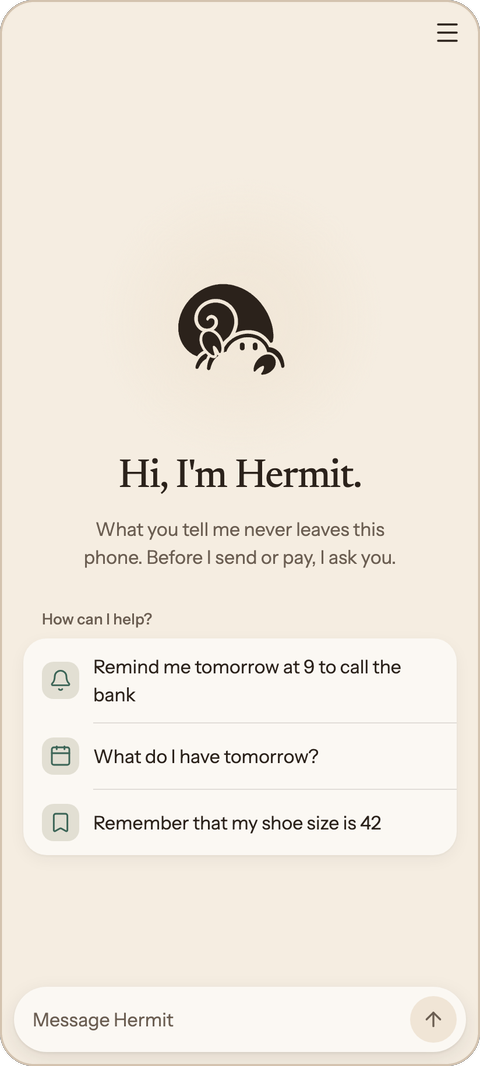 Hi, I'm Hermit.
What you tell me never leaves this
phone. Before I send or pay, I ask you.
How can I help?
Remind me tomorrow at 9 to call the
bank
What do I have tomorrow?
Remember that my shoe size is 42
Message Hermit